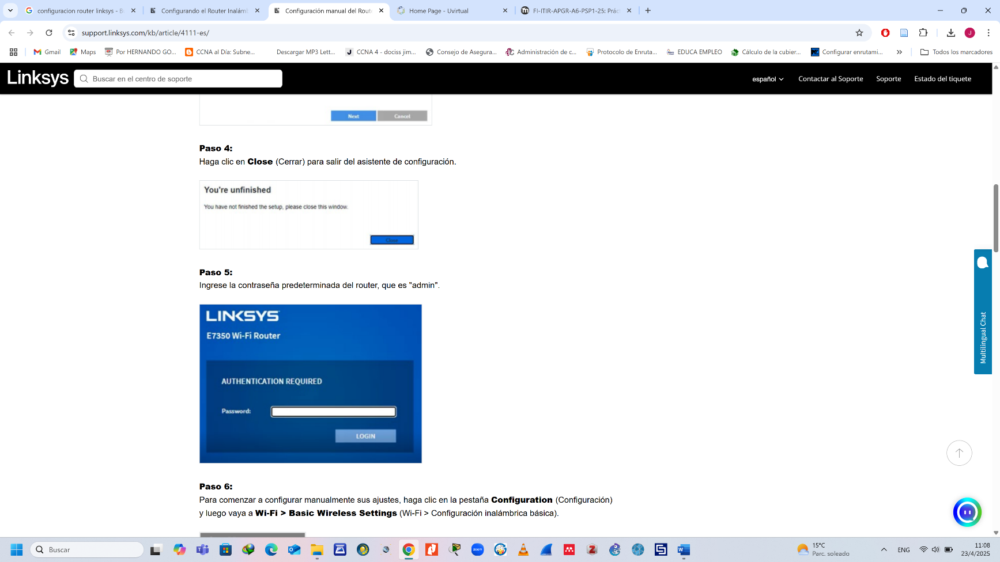 configuracion router linksys - B
Configurando el Router Inalámb
Configuración manual del Route
Home Page - Uvirtual
FI-ITIR-APGR-A6-PSP1-25: Prác
support.linksys.com/kb/article/4111-es/
J
Gmail
Maps
Por HERNANDO GO...
CCNA al Día: Subne...
Descargar MP3 Lett...
CCNA 4 - dociss jim...
Consejo de Asegura...
Administración de c...
Protocolo de Enruta...
EDUCA EMPLEO
Cálculo de la cubier...
Configurar enrutami...
Todos los marcadores
Linksys
Buscar en el centro de soporte
español
Contactar al Soporte
Soporte
Estado del tiquete
Next
Cancel
Paso 4:
Haga clic en Close (Cerrar) para salir del asistente de configuración.
You're unfinished
You have not finished the setup, please close this window.
Close
Paso 5:
Ingrese la contraseña predeterminada del router, que es "admin".
LINKSYS
E7350 Wi-Fi Router
AUTHENTICATION REQUIRED
Password:
LOGIN
Multilingual Chat
Paso 6:
Para comenzar a configurar manualmente sus ajustes, haga clic en la pestaña Configuration (Configuración)
y luego vaya a Wi-Fi > Basic Wireless Settings (Wi-Fi > Configuración inalámbrica básica).
Buscar
zoom
15°C
Parc. soleado
ENG
11:08
23/4/2025